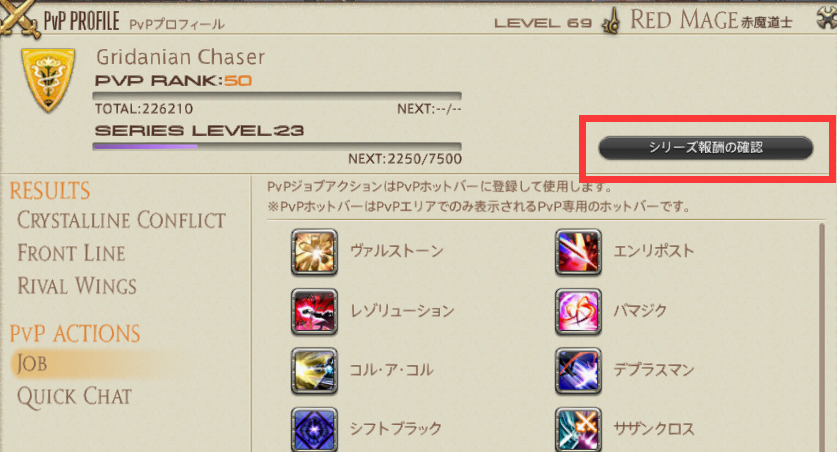 PvP PROFILE PvPプロフィール
LEVEL 69 RED MAGE 赤魔道士
Gridanian Chaser
PVP RANK:50
TOTAL:226210 NEXT:--/--
SERIES LEVEL:23
NEXT:2250/7500
シリーズ報酬の確認
RESULTS
CRYSTALLINE CONFLICT
FRONT LINE
RIVAL WINGS
PVP ACTIONS
JOB
QUICK CHAT
PvPジョブアクションはPvPホットバーに登録して使用します。
※PvPホットバーはPvPエリアでのみ表示されるPvP専用のホットバーです。
ヴァルストーン エンリポスト
レゾリューション バマジク
コル・ア・コル デプラスマン
シフトブラック サザンクロス